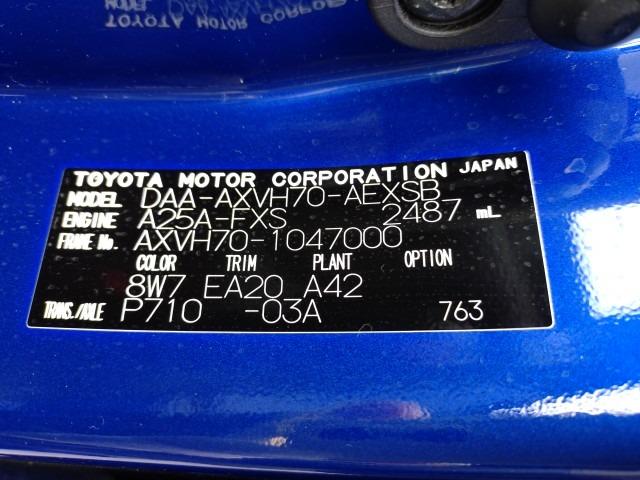 TOYOTA MOTOR CORPORATION JAPAN
MODEL DAA-AXVH70-AEXSB
ENGINE A25A-FXS 2487 mL
FRAME No. AXVH70-1047000
COLOR TRIM PLANT OPTION
8W7 EA20 A42
TRANS./AXLE P710 -03A 763